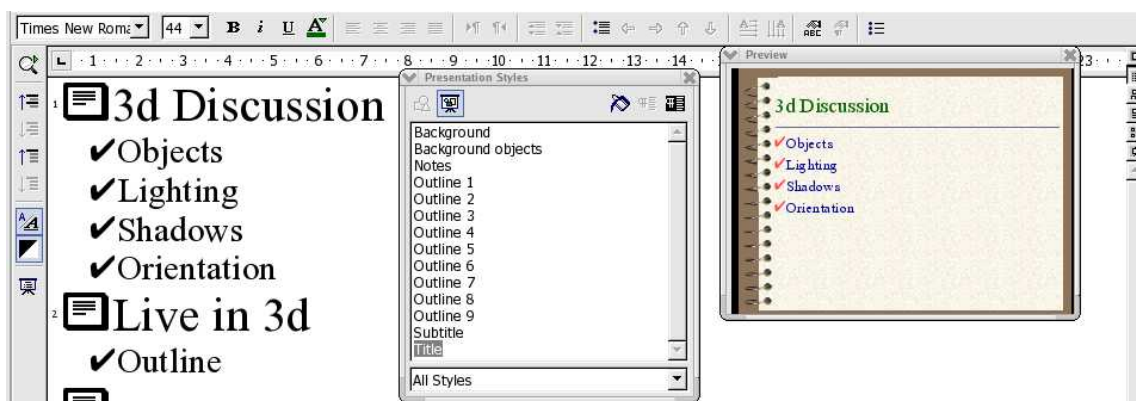 Times New Roma 44 B i U A
1 2 3 4 5 6 7 8 9 10 11 12 13 14 23
Preview
Presentation Styles
1 3d Discussion
✔Objects
✔Lighting
✔Shadows
✔Orientation
2 Live in 3d
✔Outline
Background
Background objects
Notes
Outline 1
Outline 2
Outline 3
Outline 4
Outline 5
Outline 6
Outline 7
Outline 8
Outline 9
Subtitle
Title
All Styles
3d Discussion
✔Objects
✔Lighting
✔Shadows
✔Orientation